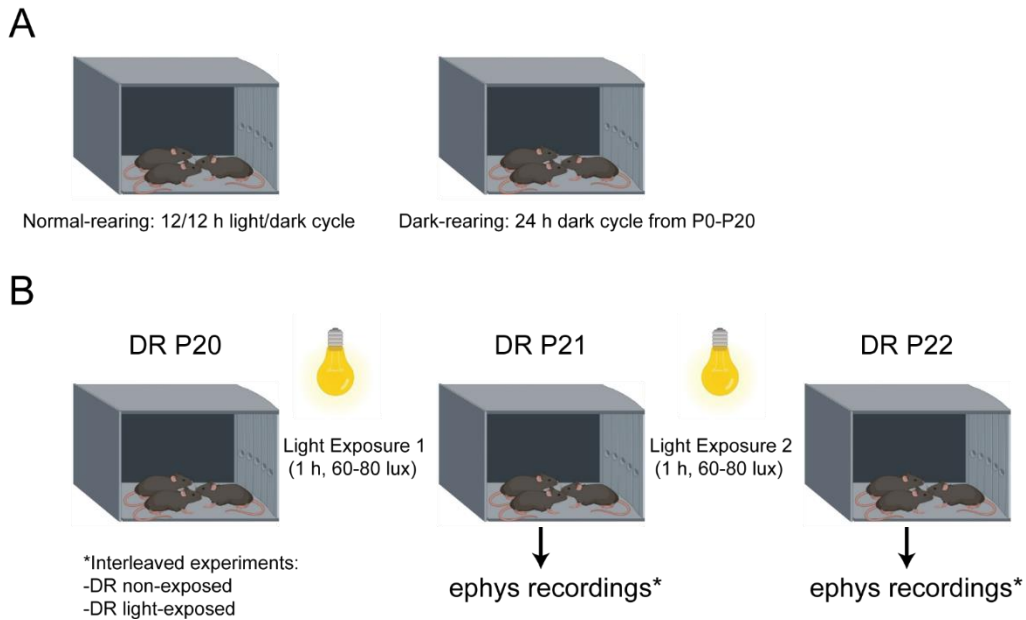 A
Normal-rearing: 12/12 h light/dark cycle
Dark-rearing: 24 h dark cycle from P0-P20
B
DR P20
DR P21
DR P22
Light Exposure 1
(1 h, 60-80 lux)
Light Exposure 2
(1 h, 60-80 lux)
*Interleaved experiments:
-DR non-exposed
-DR light-exposed
ephys recordings*
ephys recordings*